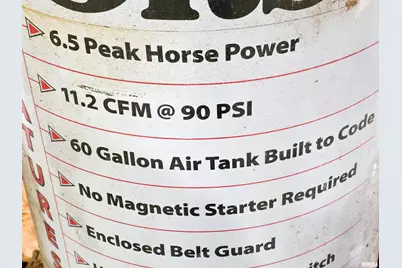 6.5 Peak Horse Power
11.2 CFM @ 90 PSI
60 Gallon Air Tank Built to Code
No Magnetic Starter Required
Enclosed Belt Guard